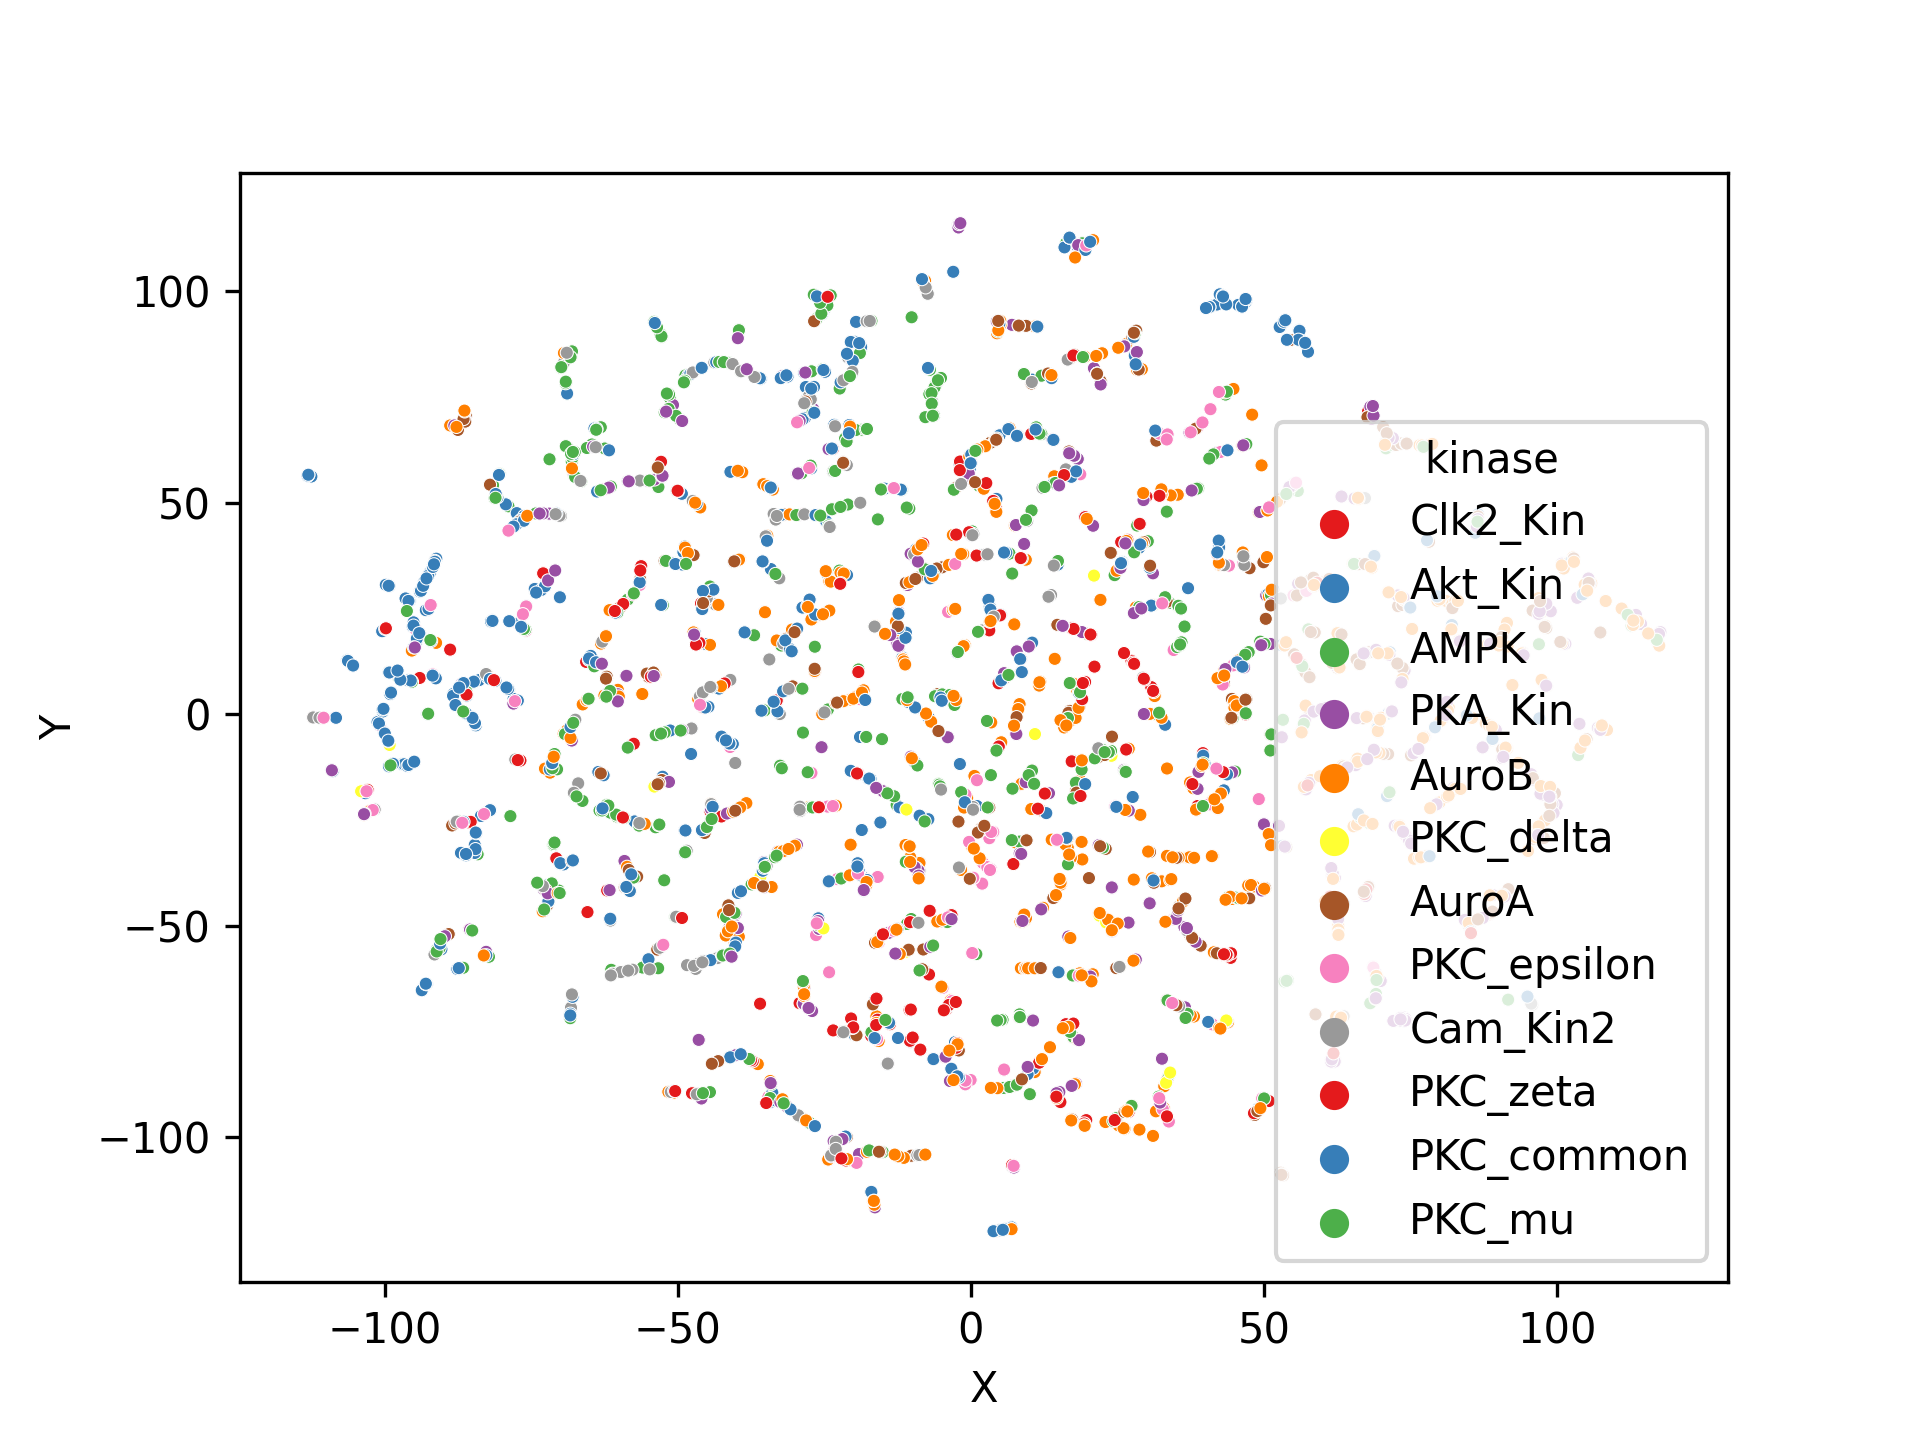 100
50
0
−50
−100
Y
−100
−50
0
50
100
X
kinase
Clk2_Kin
Akt_Kin
AMPK
PKA_Kin
AuroB
PKC_delta
AuroA
PKC_epsilon
Cam_Kin2
PKC_zeta
PKC_common
PKC_mu